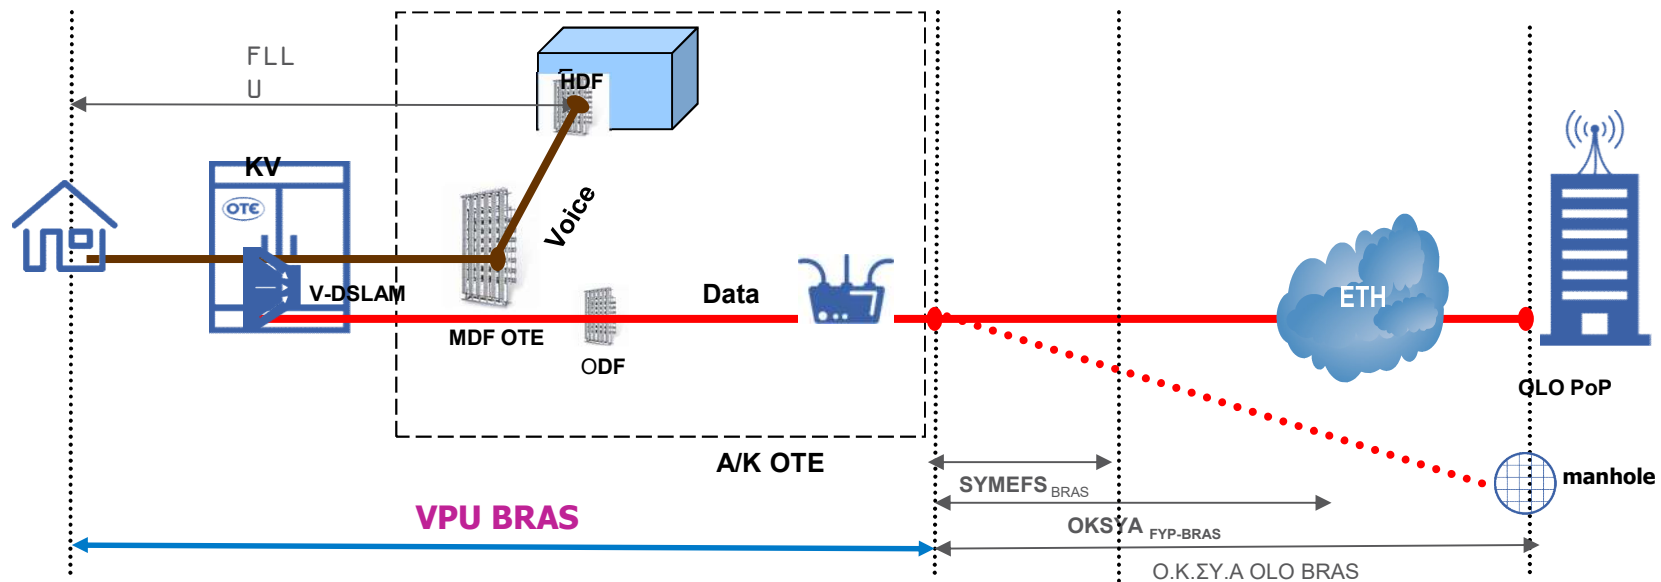 FLL
U
HDF
KV
OTE
Voice
V-DSLAM
MDF OTE
ODF
Data
A/K OTE
ETH
OLO PoP
manhole
SYMEFS BRAS
OKSYA FYP-BRAS
Ο.Κ.ΣΥ.Α OLO BRAS
VPU BRAS